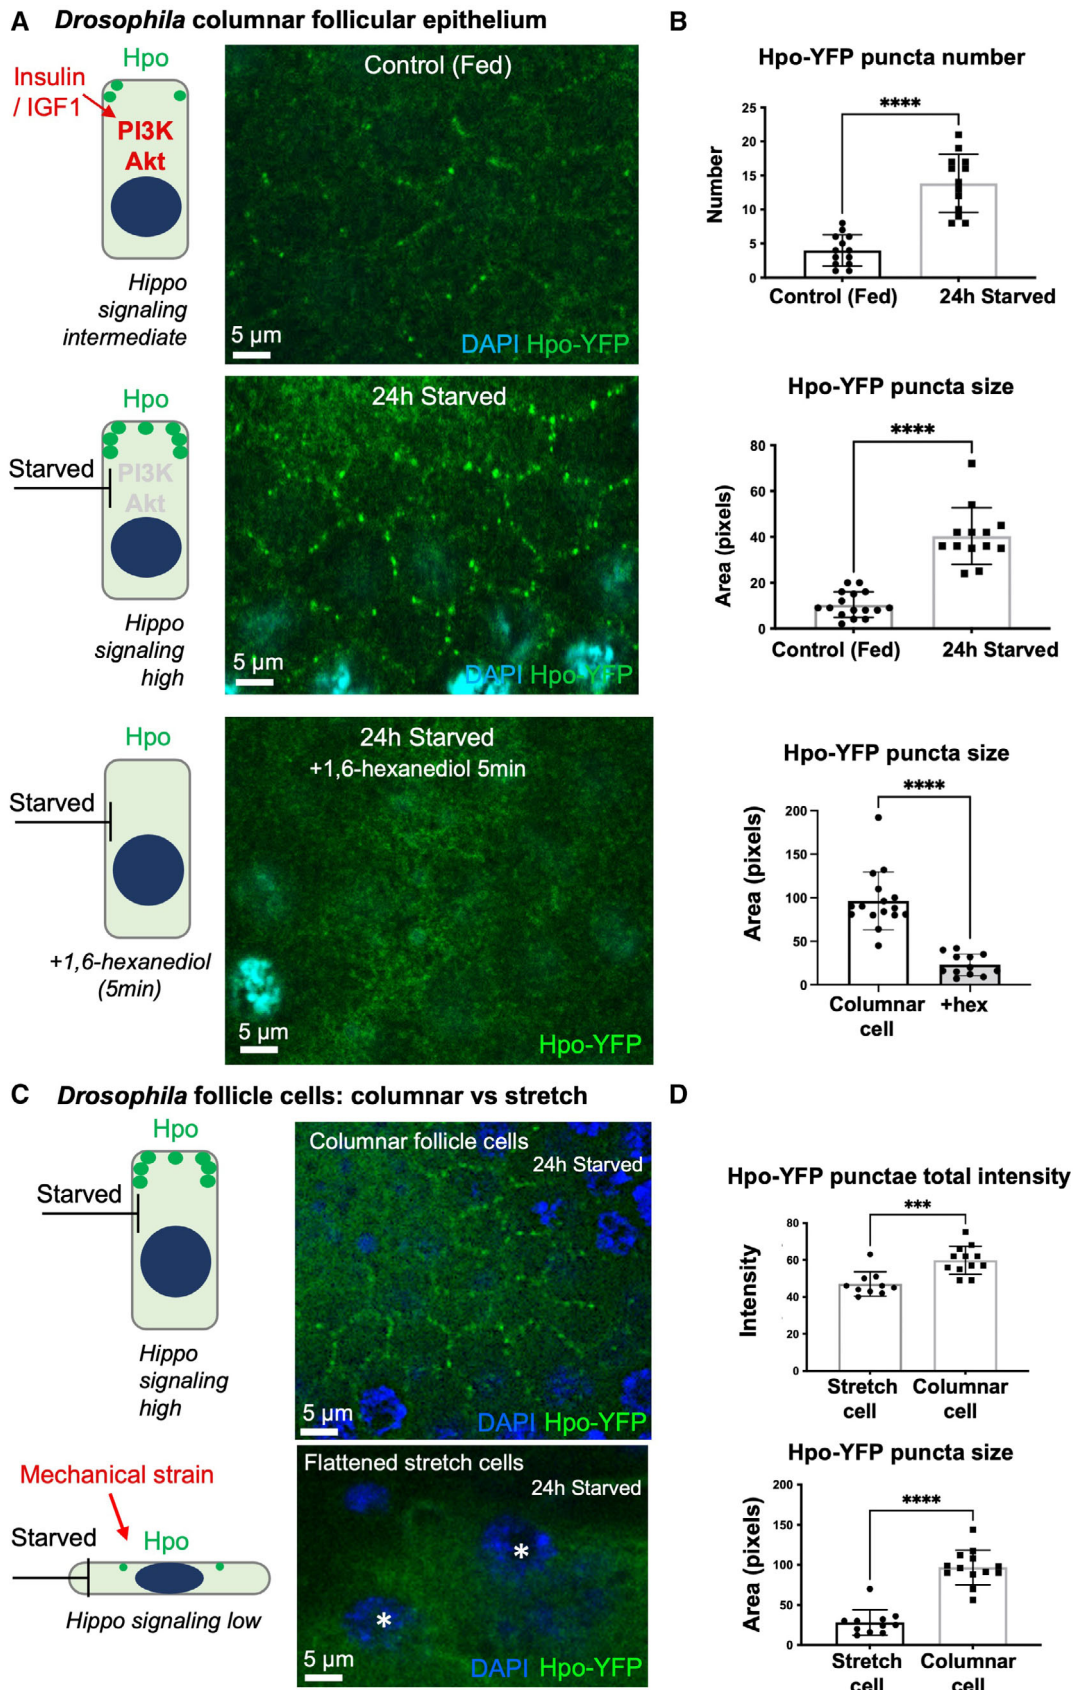 A Drosophila columnar follicular epithelium
Hpo
Insulin
/ IGF1
PI3K
Akt
Hippo
signaling
intermediate
Control (Fed)
5 µm
DAPI Hpo-YFP
Hpo
Starved
PI3K
Akt
Hippo
signaling
high
24h Starved
5 µm
DAPI Hpo-YFP
Hpo
Starved
+1,6-hexanediol
(5min)
24h Starved
+1,6-hexanediol 5min
5 µm
Hpo-YFP
B
Hpo-YFP puncta number
****
25
20
15
10
5
0
Number
Control (Fed) 24h Starved
Hpo-YFP puncta size
****
80
60
40
20
0
Area (pixels)
Control (Fed) 24h Starved
Hpo-YFP puncta size
****
200
150
100
50
0
Area (pixels)
Columnar
cell
+hex
C Drosophila follicle cells: columnar vs stretch
Hpo
Starved
Hippo
signaling
high
Columnar follicle cells
24h Starved
5 µm
DAPI Hpo-YFP
Mechanical strain
Starved
Hpo
Hippo signaling low
Flattened stretch cells
24h Starved
*
*
5 µm
DAPI Hpo-YFP
D
Hpo-YFP punctae total intensity
***
80
60
40
20
0
Intensity
Stretch
cell
Columnar
cell
Hpo-YFP puncta size
****
200
150
100
50
0
Area (pixels)
Stretch
cell
Columnar
cell